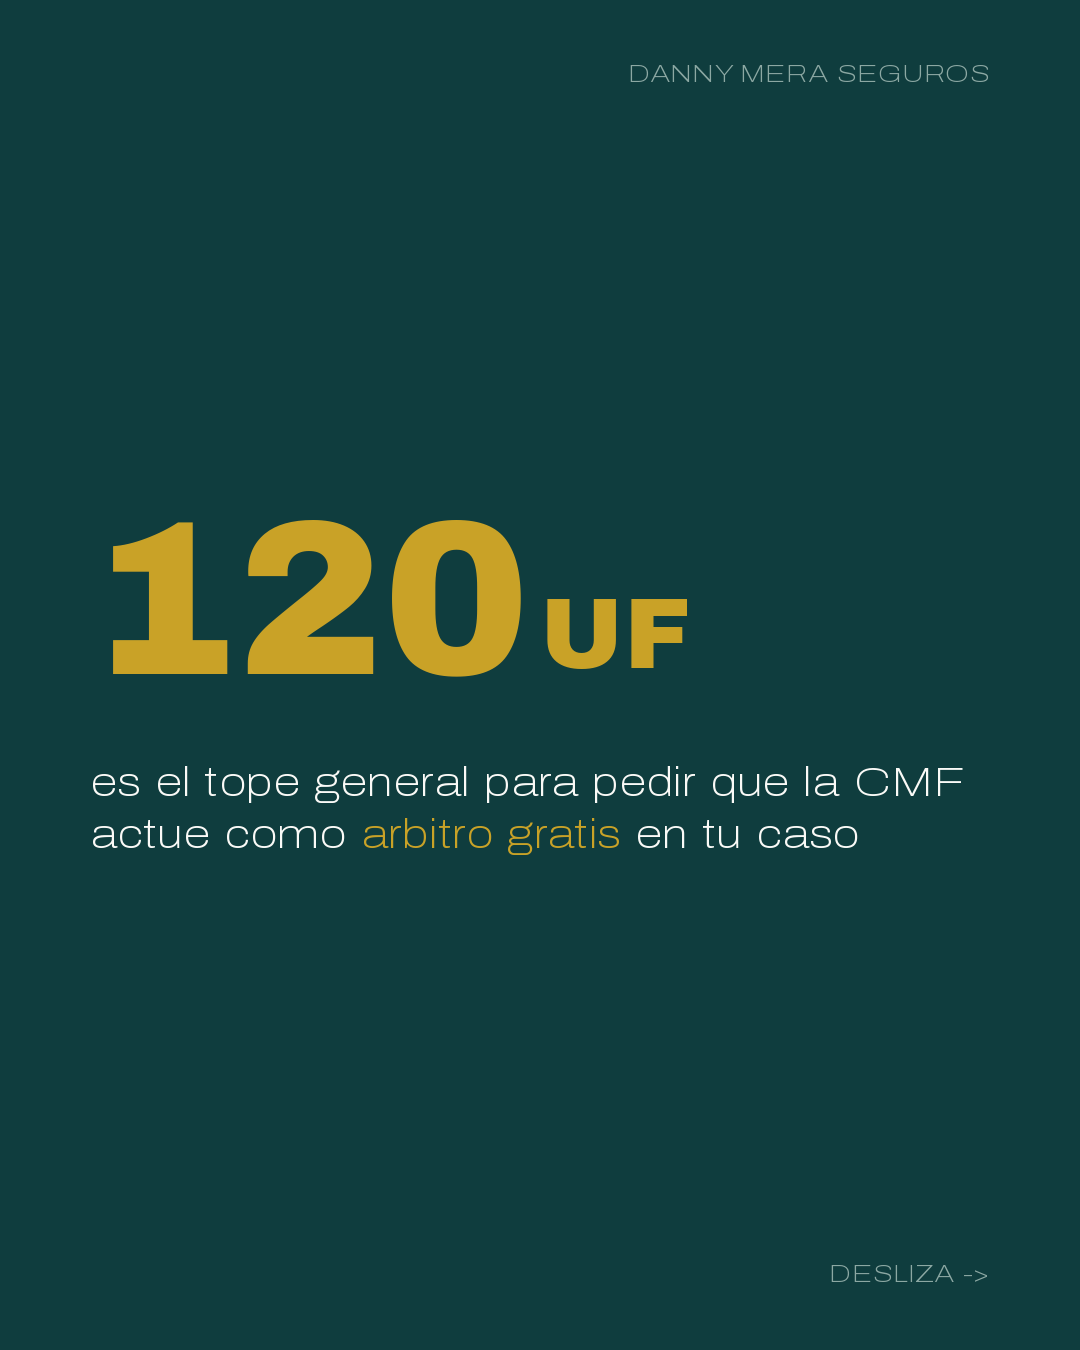 DANNY MERA SEGUROS
120 UF
es el tope general para pedir que la CMF
actue como arbitro gratis en tu caso
DESLIZA ->